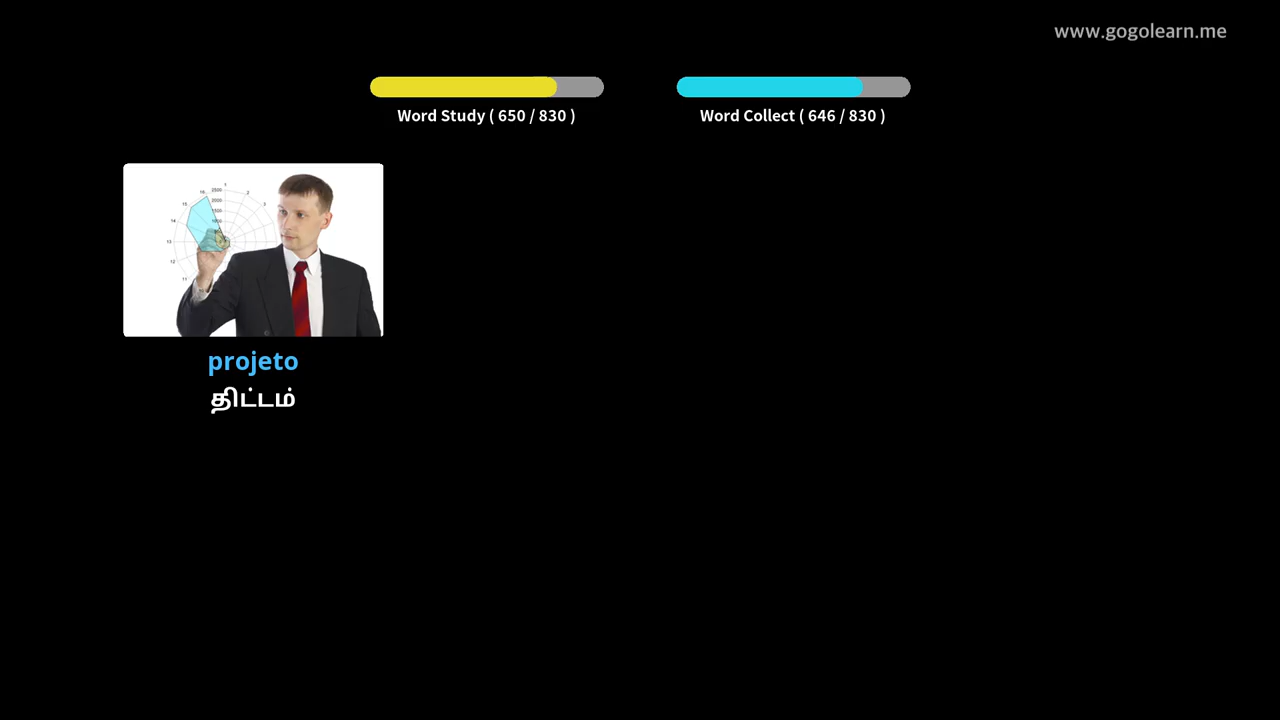 www.gogolearn.me
Word Study ( 650 / 830 )
Word Collect ( 646 / 830 )
projeto
திட்டம்